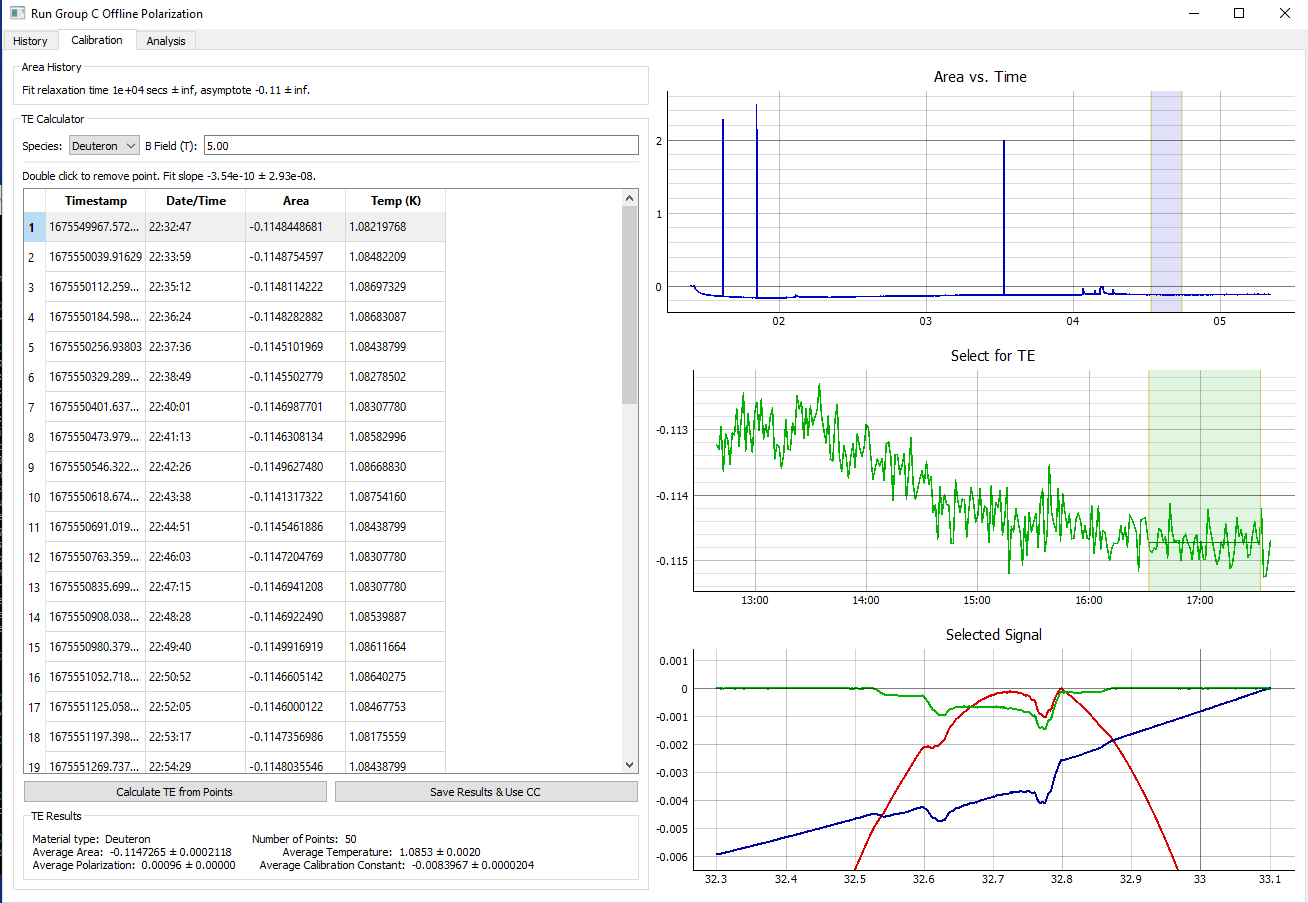 Run Group C Offline Polarization
History Calibration Analysis
Area History
Fit relaxation time 1e+04 secs ± inf, asymptote -0.11 ± inf.
TE Calculator
Species: Deuteron B Field (T): 5.00
Double click to remove point. Fit slope -3.54e-10 ± 2.93e-08.
Timestamp Date/Time Area Temp (K)
1 1675549967.572... 22:32:47 -0.1148448681 1.08219768
2 1675550039.91629 22:33:59 -0.1148754597 1.08482209
3 1675550112.259... 22:35:12 -0.1148114222 1.08697329
4 1675550184.598... 22:36:24 -0.1148282882 1.08683087
5 1675550256.93803 22:37:36 -0.1145101969 1.08438799
6 1675550329.289... 22:38:49 -0.1145502779 1.08278502
7 1675550401.637... 22:40:01 -0.1146987701 1.08307780
8 1675550473.979... 22:41:13 -0.1146308134 1.08582996
9 1675550546.322... 22:42:26 -0.1149627480 1.08668830
10 1675550618.674... 22:43:38 -0.1141317322 1.08754160
11 1675550691.019... 22:44:51 -0.1145461886 1.08438799
12 1675550763.359... 22:46:03 -0.1147204769 1.08307780
13 1675550835.699... 22:47:15 -0.1146941208 1.08307780
14 1675550908.038... 22:48:28 -0.1146922490 1.08539887
15 1675550980.379... 22:49:40 -0.1149916919 1.08611664
16 1675551052.718... 22:50:52 -0.1146605142 1.08640275
17 1675551125.058... 22:52:05 -0.1146000122 1.08467753
18 1675551197.398... 22:53:17 -0.1147356986 1.08175559
19 1675551269.737... 22:54:29 -0.1148035546 1.08438799
Calculate TE from Points Save Results & Use CC
TE Results
Material type: Deuteron Number of Points: 50
Average Area: -0.1147265 ± 0.0002118 Average Temperature: 1.0853 ± 0.0020
Average Polarization: 0.00096 ± 0.00000 Average Calibration Constant: -0.0083967 ± 0.0000204
Area vs. Time
2
1
0
02 03 04 05
Select for TE
-0.113
-0.114
-0.115
13:00 14:00 15:00 16:00 17:00
Selected Signal
0.001
0
-0.001
-0.002
-0.003
-0.004
-0.005
-0.006
32.3 32.4 32.5 32.6 32.7 32.8 32.9 33 33.1